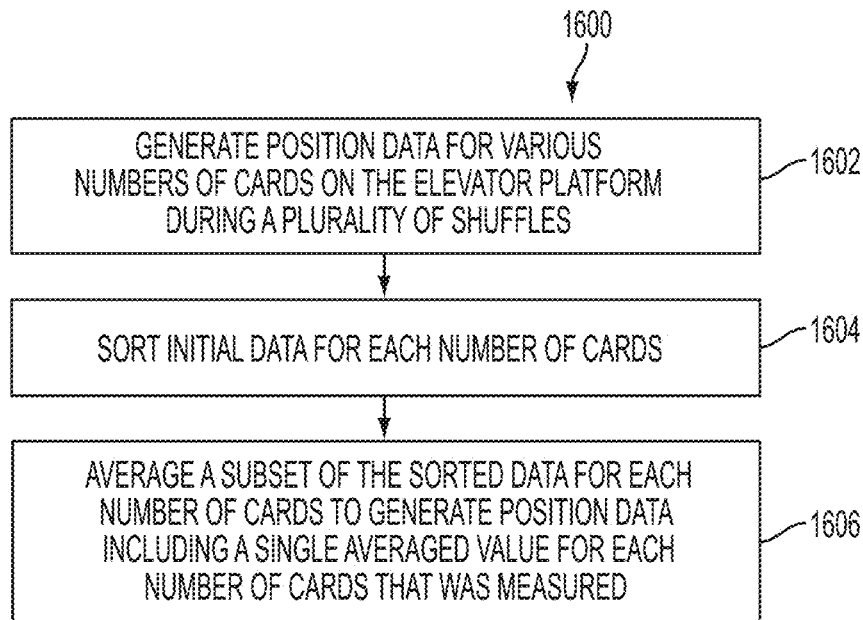 1600
GENERATE POSITION DATA FOR VARIOUS
NUMBERS OF CARDS ON THE ELEVATOR PLATFORM
DURING A PLURALITY OF SHUFFLES
1602
SORT INITIAL DATA FOR EACH NUMBER OF CARDS
1604
AVERAGE A SUBSET OF THE SORTED DATA FOR EACH
NUMBER OF CARDS TO GENERATE POSITION DATA
INCLUDING A SINGLE AVERAGED VALUE FOR EACH
NUMBER OF CARDS THAT WAS MEASURED.
1606